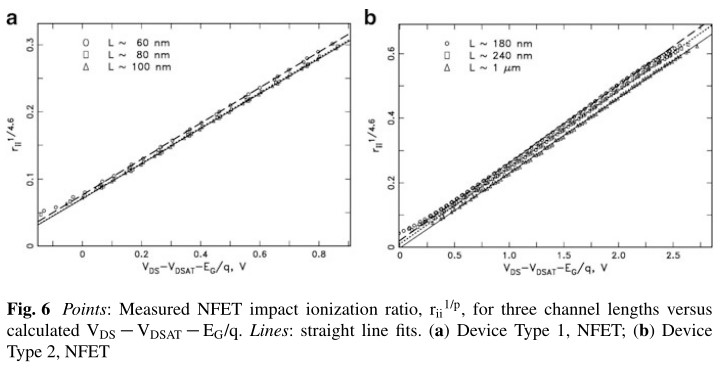 a
b
0.3
0.2
0.1
0
○ L ~ 60 nm
□ L ~ 80 nm
△ L ~ 100 nm
r_ii^1/4.6
0
0.2
0.4
0.6
0.8
V_DS−V_DSAT−E_G/q, V
0.6
0.4
0.2
0
○ L ~ 180 nm
□ L ~ 240 nm
△ L ~ 1 μm
r_ii^1/4.6
0.0
0.5
1.0
1.5
2.0
2.5
V_DS−V_DSAT−E_G/q, V
Fig. 6 Points: Measured NFET impact ionization ratio, r_ii^1/p, for three channel lengths versus
calculated V_DS − V_DSAT − E_G/q. Lines: straight line fits. (a) Device Type 1, NFET; (b) Device
Type 2, NFET